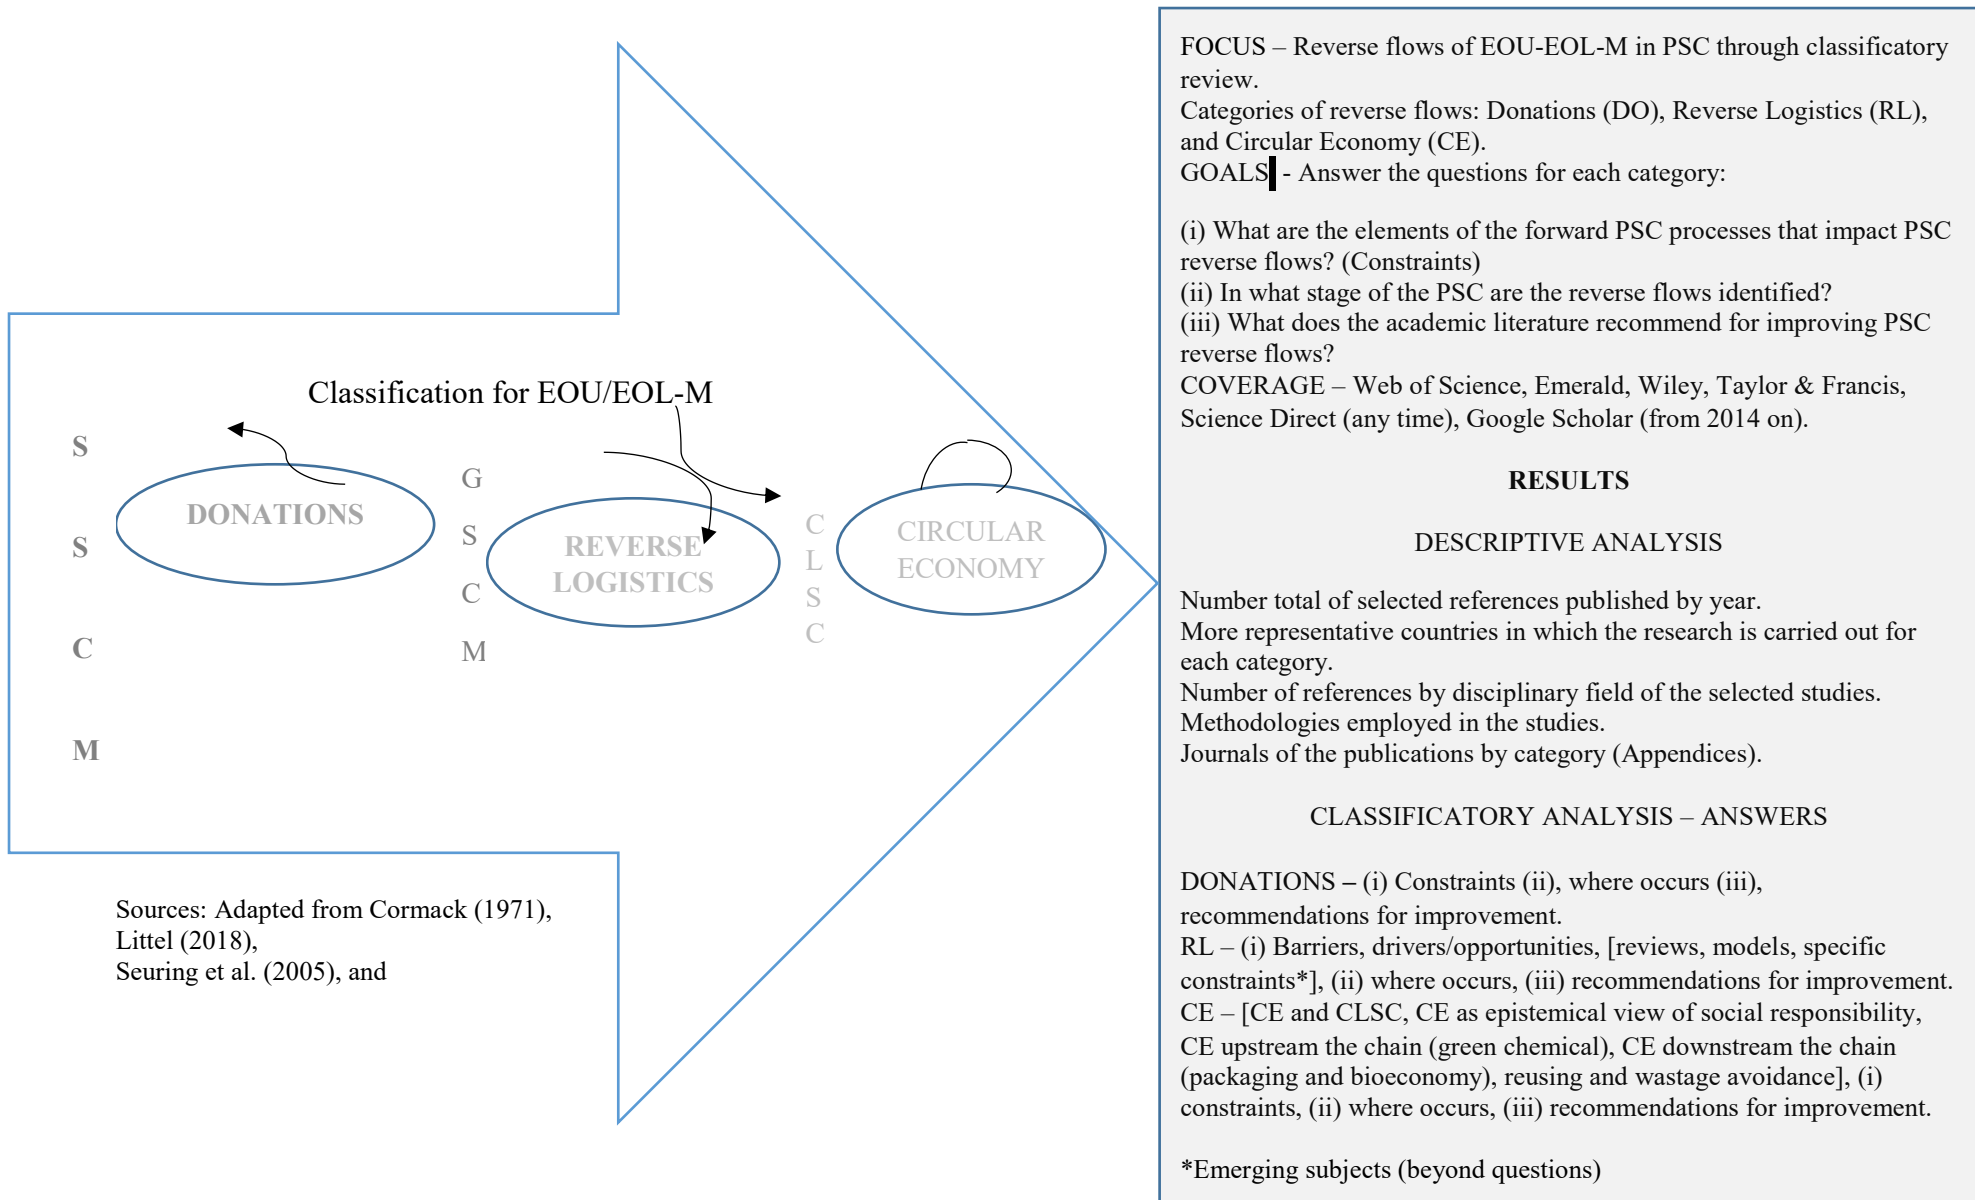 Classification for EOU/EOL-M
S
S
C
M
DONATIONS
G
S
C
M
REVERSE
LOGISTICS
C
L
S
C
CIRCULAR
ECONOMY
Sources: Adapted from Cormack (1971),
Littel (2018),
Seuring et al. (2005), and
FOCUS – Reverse flows of EOU-EOL-M in PSC through classificatory
review.
Categories of reverse flows: Donations (DO), Reverse Logistics (RL),
and Circular Economy (CE).
GOALS - Answer the questions for each category:
(i) What are the elements of the forward PSC processes that impact PSC
reverse flows? (Constraints)
(ii) In what stage of the PSC are the reverse flows identified?
(iii) What does the academic literature recommend for improving PSC
reverse flows?
COVERAGE – Web of Science, Emerald, Wiley, Taylor & Francis,
Science Direct (any time), Google Scholar (from 2014 on).
RESULTS
DESCRIPTIVE ANALYSIS
Number total of selected references published by year.
More representative countries in which the research is carried out for
each category.
Number of references by disciplinary field of the selected studies.
Methodologies employed in the studies.
Journals of the publications by category (Appendices).
CLASSIFICATORY ANALYSIS – ANSWERS
DONATIONS – (i) Constraints (ii), where occurs (iii),
recommendations for improvement.
RL – (i) Barriers, drivers/opportunities, [reviews, models, specific
constraints*], (ii) where occurs, (iii) recommendations for improvement.
CE – [CE and CLSC, CE as epistemical view of social responsibility,
CE upstream the chain (green chemical), CE downstream the chain
(packaging and bioeconomy), reusing and wastage avoidance], (i)
constraints, (ii) where occurs, (iii) recommendations for improvement.
*Emerging subjects (beyond questions)